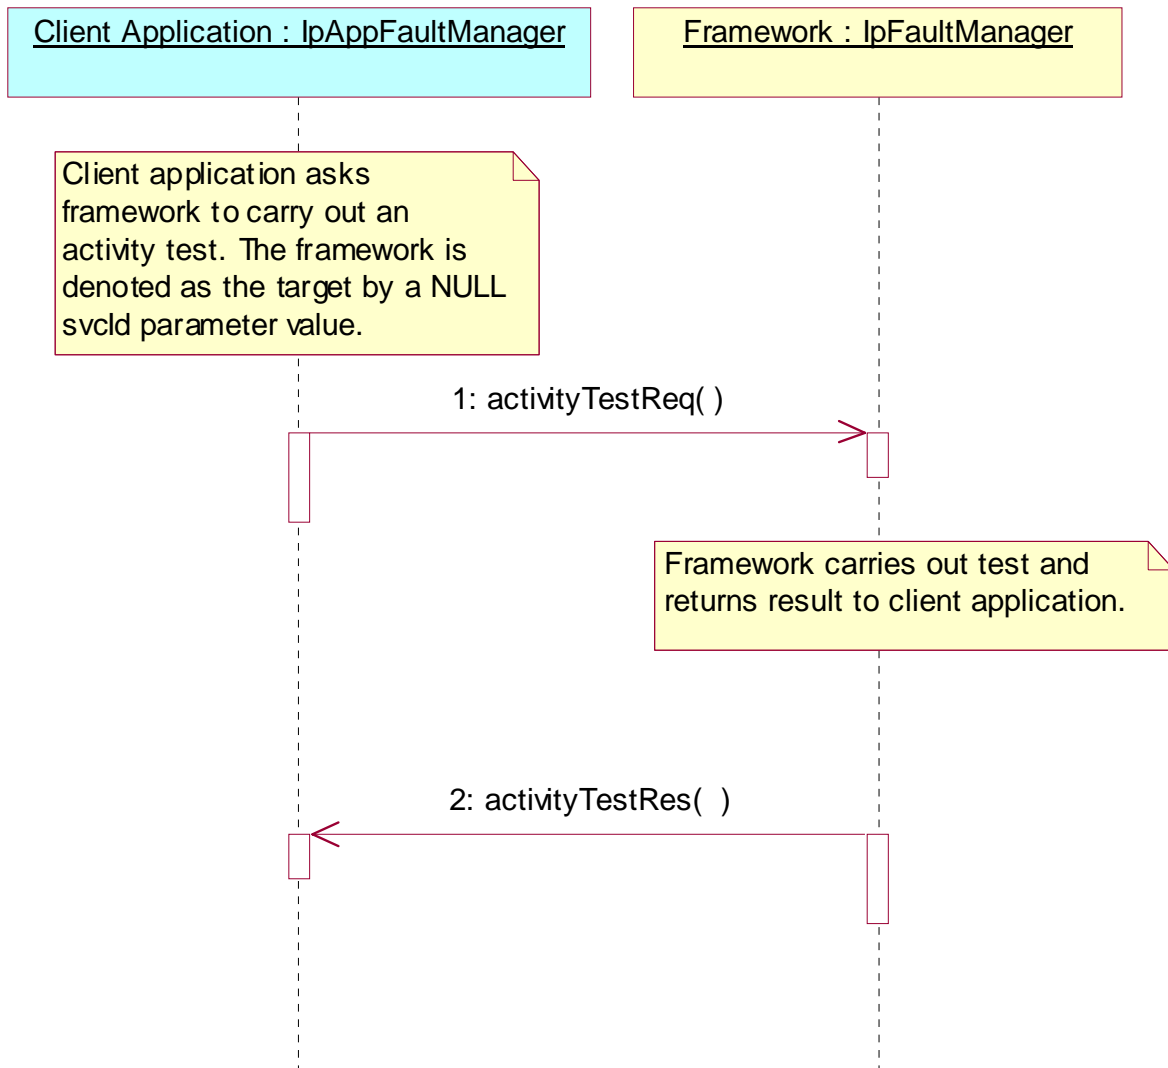 Client Application : IpAppFaultManager
Framework : IpFaultManager
Client application asks
framework to carry out an
activity test. The framework is
denoted as the target by a NULL
svcId parameter value.
1: activityTestReq( )
Framework carries out test and
returns result to client application.
2: activityTestRes(  )